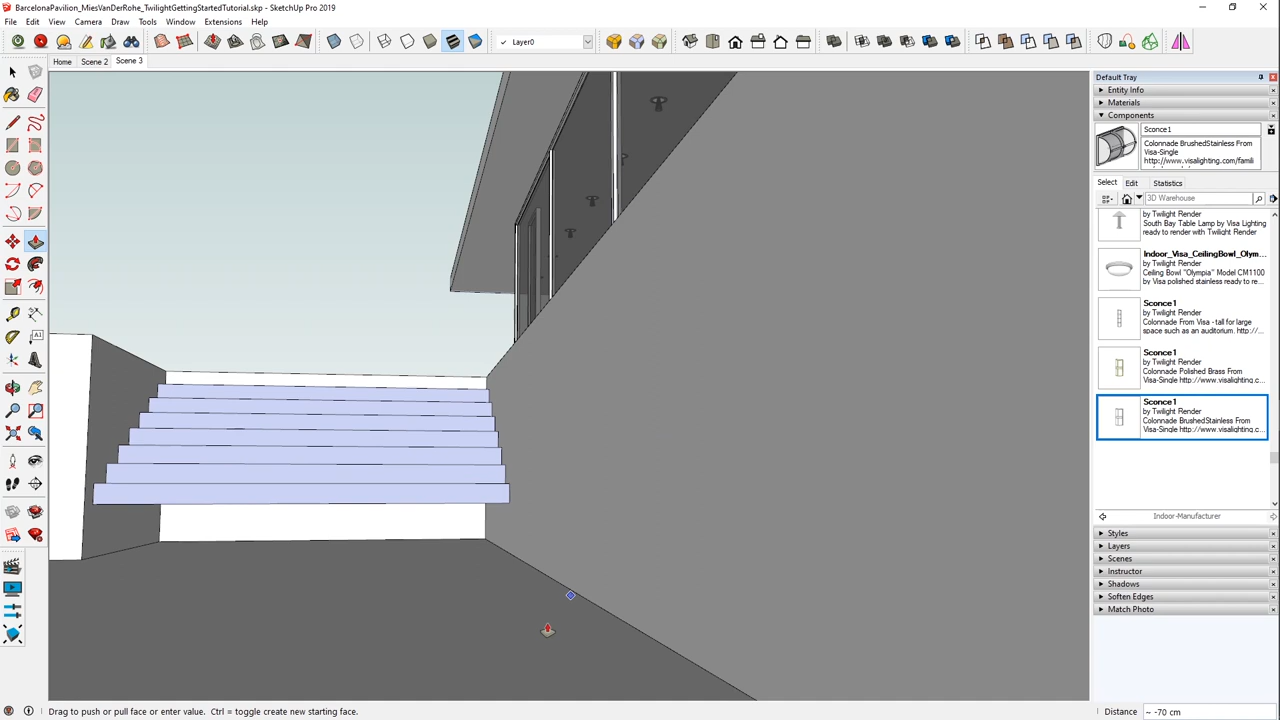 BarcelonaPavilion_MiesVanDerRohe_TwilightGettingStartedTutorial.skp - SketchUp Pro 2019
File Edit View Camera Draw Tools Window Extensions Help
Layer0
Home Scene 2 Scene 3
Default Tray
Entity Info
Materials
Components
Sconce1
Colonnade BrushedStainless From
Visa-Single
http://www.visalighting.com/famili
Select Edit Statistics
3D Warehouse
by Twilight Render
South Bay Table Lamp by Visa Lighting
ready to render with Twilight Render
Indoor_Visa_CeilingBowl_Olym...
by Twilight Render
Ceiling Bowl "Olympia" Model CM1100
by Visa polished stainless ready to re...
Sconce1
by Twilight Render
Colonnade From Visa - tall for large
space such as an auditorium. http:/...
Sconce1
by Twilight Render
Colonnade Polished Brass From
Visa-Single http://www.visalighting.c...
Sconce1
by Twilight Render
Colonnade BrushedStainless From
Visa-Single http://www.visalighting.c...
Indoor-Manufacturer
Styles
Layers
Scenes
Instructor
Shadows
Soften Edges
Match Photo
Drag to push or pull face or enter value. Ctrl = toggle create new starting face.
Distance ~ -70 cm